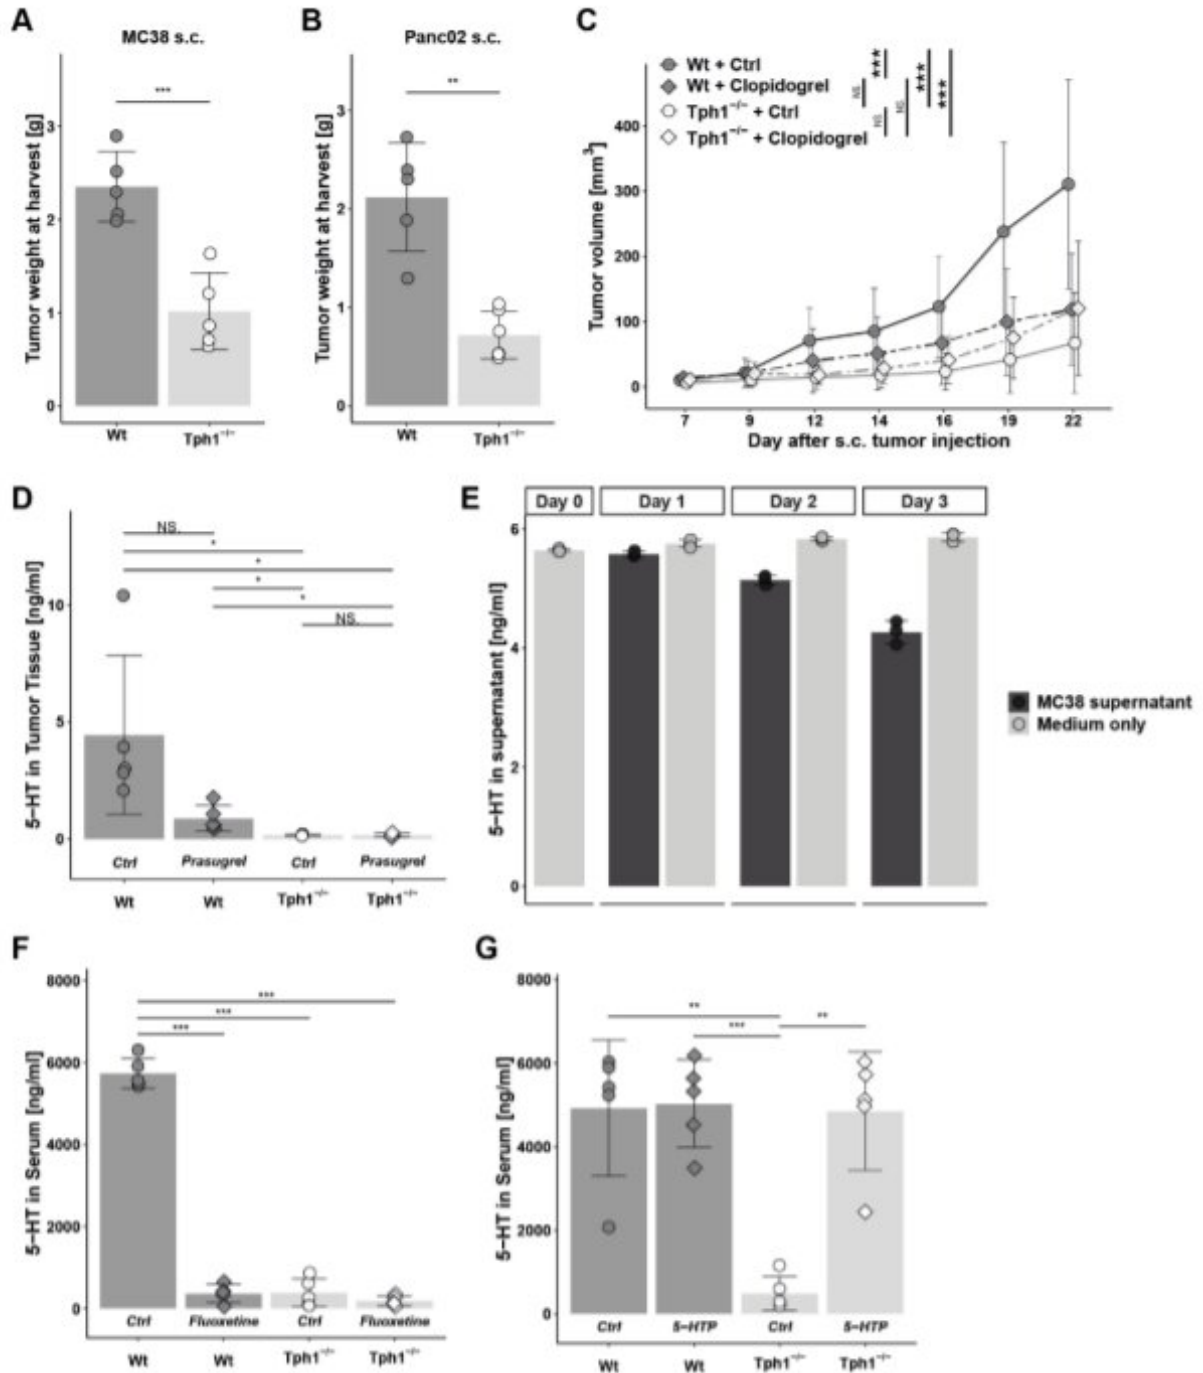 A
MC38 s.c.
Tumor weight at harvest [g]
3
2
1
0
***
Wt
Tph1−/−
B
Panc02 s.c.
Tumor weight at harvest [g]
3
2
1
0
**
Wt
Tph1−/−
C
Wt + Ctrl
Wt + Clopidogrel
Tph1−/− + Ctrl
Tph1−/− + Clopidogrel
NS
***
NS
NS
***
***
Tumor volume [mm3]
400
300
200
100
0
7 9 12 14 16 19 22
Day after s.c. tumor injection
D
5−HT in Tumor Tissue [ng/ml]
10
5
0
NS.
*
*
*
*
NS.
Ctrl Prasugrel Ctrl Prasugrel
Wt Wt Tph1−/− Tph1−/−
E
Day 0 Day 1 Day 2 Day 3
5−HT in supernatant [ng/ml]
6
4
2
0
MC38 supernatant
Medium only
F
5−HT in Serum [ng/ml]
8000
6000
4000
2000
0
***
***
***
Ctrl Fluoxetine Ctrl Fluoxetine
Wt Wt Tph1−/− Tph1−/−
G
5−HT in Serum [ng/ml]
8000
6000
4000
2000
0
**
***
**
Ctrl 5−HTP Ctrl 5−HTP
Wt Wt Tph1−/− Tph1−/−